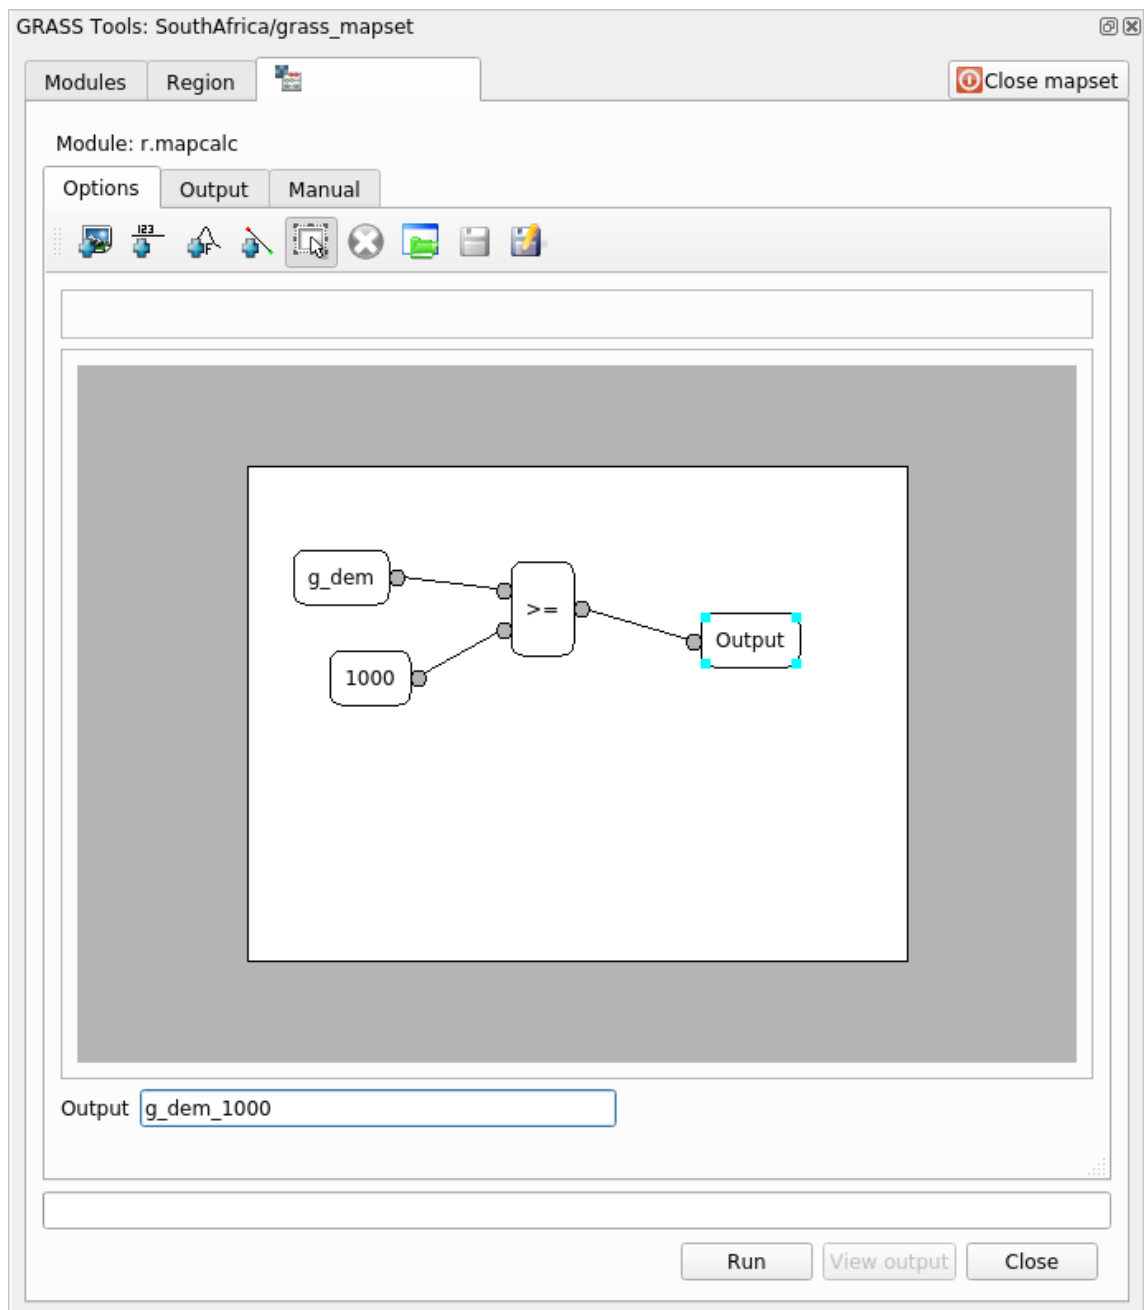 GRASS Tools: SouthAfrica/grass_mapset
Modules Region Close mapset
Module: r.mapcalc
Options Output Manual
123
F
g_dem
>=
Output
1000
Output g_dem_1000
Run View output Close